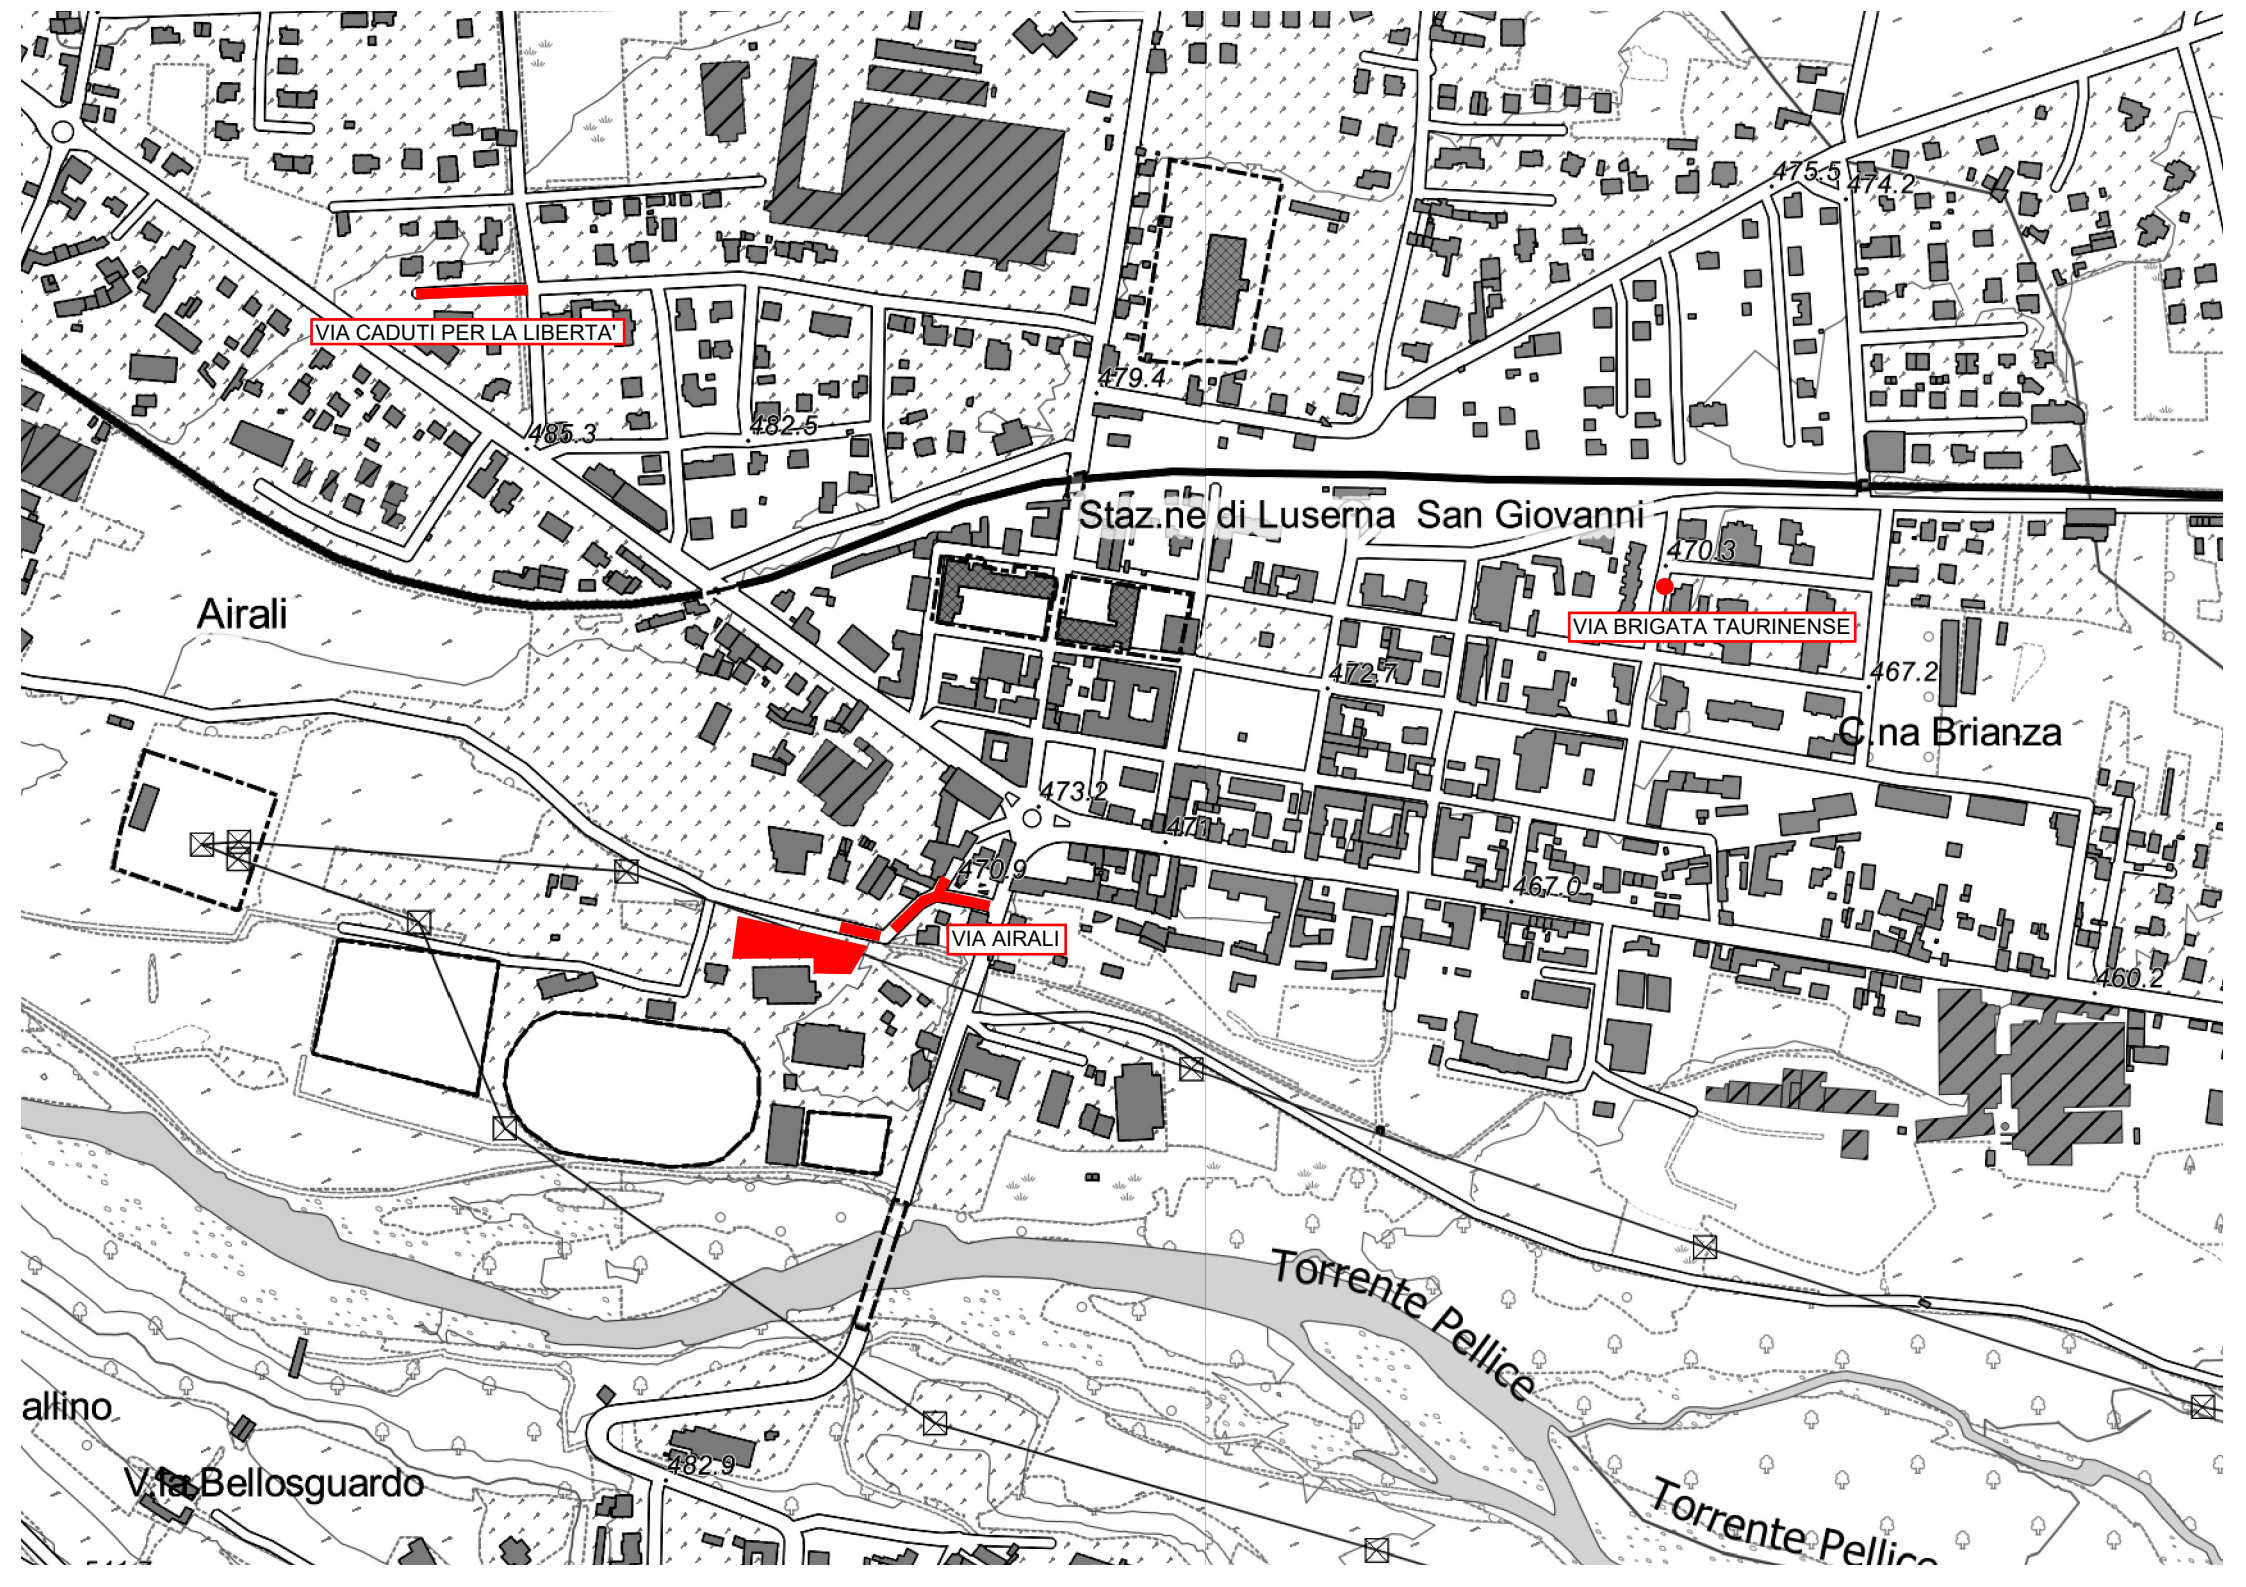 475.5
474.2
VIA CADUTI PER LA LIBERTA'
479.4
485.3
482.5
Staz.ne di Luserna San Giovanni
470.3
Airali
VIA BRIGATA TAURINENSE
472.7
467.2
C.na Brianza
473.2
471
470.9
467.0
VIA AIRALI
460.2
Torrente Pellice
allino
482.9
V.la Bellosguardo
Torrente Pellice